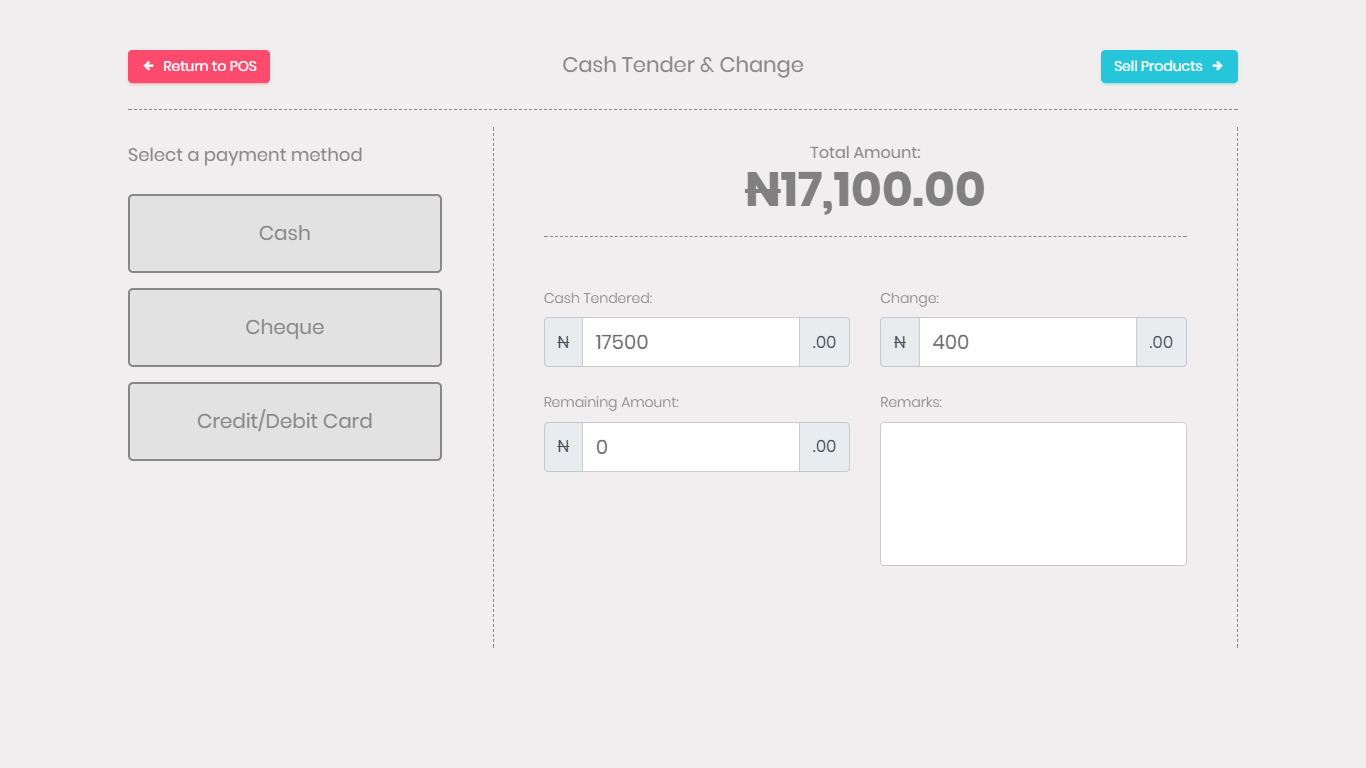 Return to POS
Cash Tender & Change
Sell Products
Select a payment method
Cash
Cheque
Credit/Debit Card
Total Amount:
₦17,100.00
Cash Tendered:
₦ 17500 .00
Change:
₦ 400 .00
Remaining Amount:
₦ 0 .00
Remarks: